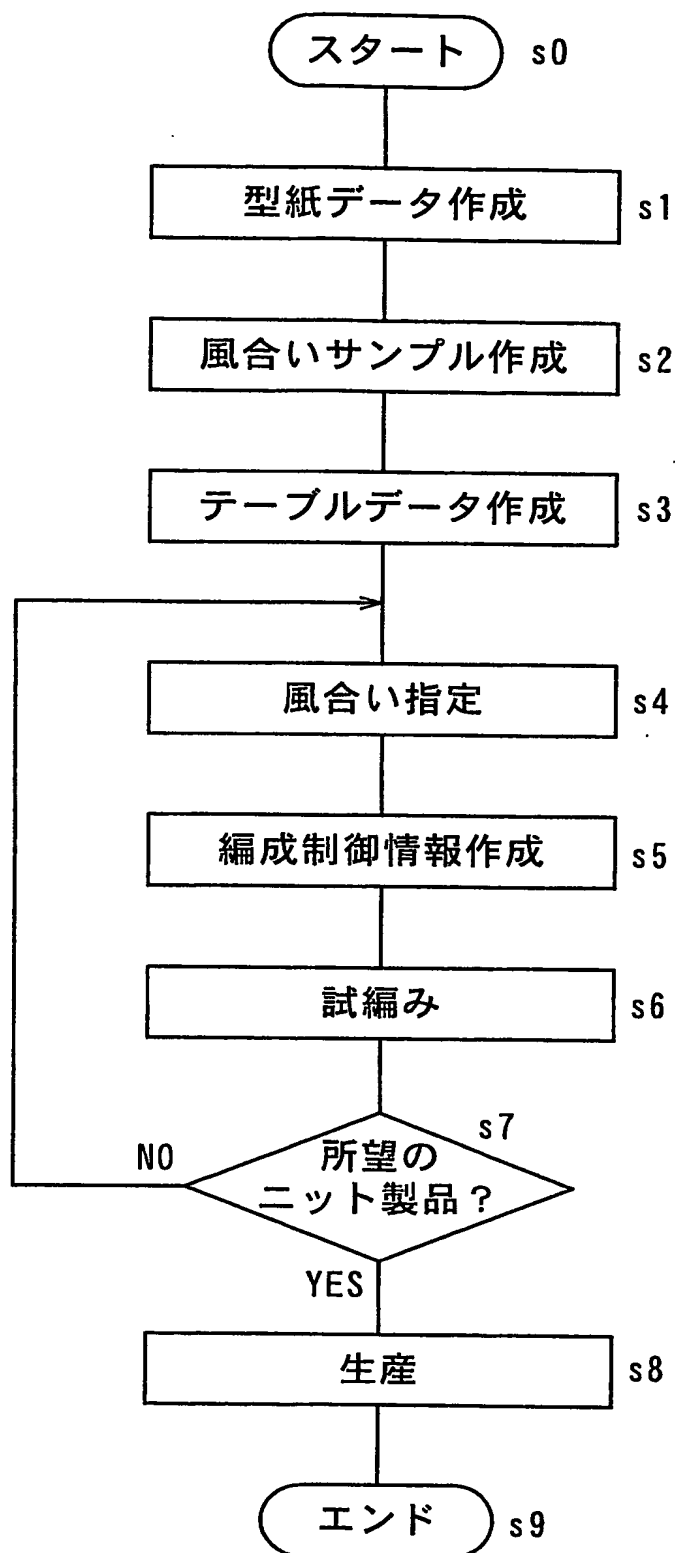 スタート s0
型紙データ作成 s1
風合いサンプル作成 s2
テーブルデータ作成 s3
風合い指定 s4
編成制御情報作成 s5
試編み s6
s7
NO
所望の
ニット製品?
YES
生産 s8
エンド s9